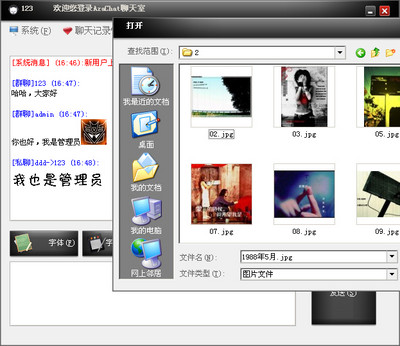 123 欢迎您登录AraChat聊天室
系统(F) 聊天记录
[系统消息] (16:46):新用户上
[群聊]123 (16:47):
哈哈，大家好
[群聊]admin (16:47):
你也好，我是管理员
[私聊]ddd->123 (16:48):
我也是管理员
字体(F)
发送(S)
打开
查找范围(I): 2
我最近的文档
桌面
我的文档
我的电脑
网上邻居
02.jpg 03.jpg 05.jp
07.jpg 08.jpg 09.jp
文件名(N): 1988年5月.jpg
文件类型(T): 图片文件